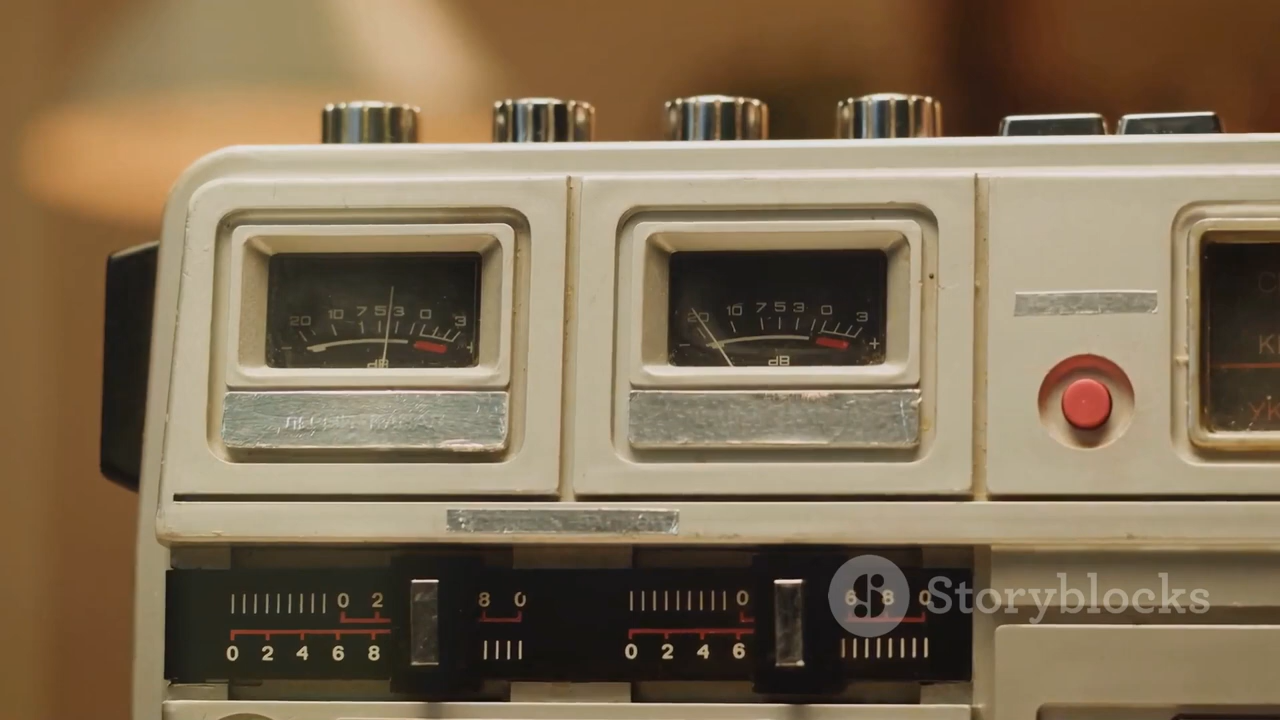 20 10 7 5 3 0 3
- +
dB
20 10 7 5 3 0 3
- +
dB
0 2
8 0
0 2 4 6 8
0
6 8 0
0 2 4 6
Storyblocks